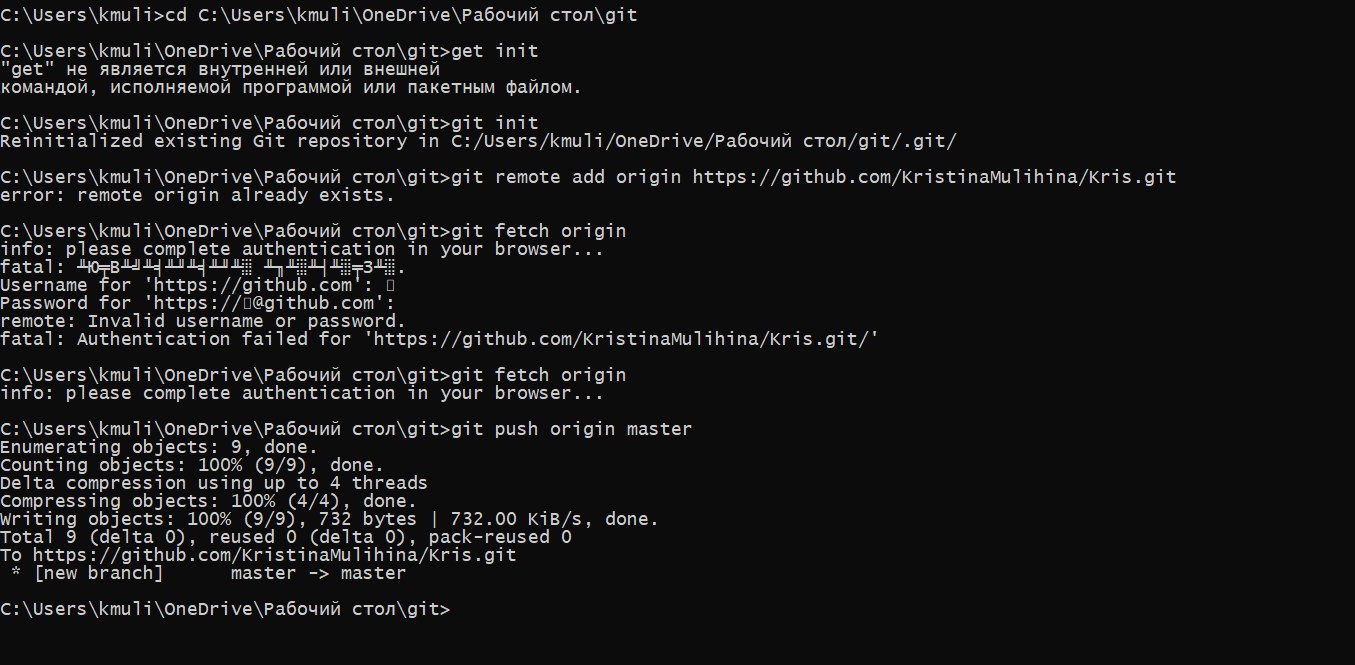 C:\Users\kmuli>cd C:\Users\kmuli\OneDrive\Рабочий стол\git
C:\Users\kmuli\OneDrive\Рабочий стол\git>get init
"get" не является внутренней или внешней
командой, исполняемой программой или пакетным файлом.
C:\Users\kmuli\OneDrive\Рабочий стол\git>git init
Reinitialized existing Git repository in C:/Users/kmuli/OneDrive/Рабочий стол/git/.git/
C:\Users\kmuli\OneDrive\Рабочий стол\git>git remote add origin https://github.com/KristinaMulihina/Kris.git
error: remote origin already exists.
C:\Users\kmuli\OneDrive\Рабочий стол\git>git fetch origin
info: please complete authentication in your browser...
fatal:
Username for 'https://github.com':
Password for 'https://@github.com':
remote: Invalid username or password.
fatal: Authentication failed for 'https://github.com/KristinaMulihina/Kris.git/'
C:\Users\kmuli\OneDrive\Рабочий стол\git>git fetch origin
info: please complete authentication in your browser...
C:\Users\kmuli\OneDrive\Рабочий стол\git>git push origin master
Enumerating objects: 9, done.
Counting objects: 100% (9/9), done.
Delta compression using up to 4 threads
Compressing objects: 100% (4/4), done.
Writing objects: 100% (9/9), 732 bytes | 732.00 KiB/s, done.
Total 9 (delta 0), reused 0 (delta 0), pack-reused 0
To https://github.com/KristinaMulihina/Kris.git
 * [new branch]      master -> master
C:\Users\kmuli\OneDrive\Рабочий стол\git>